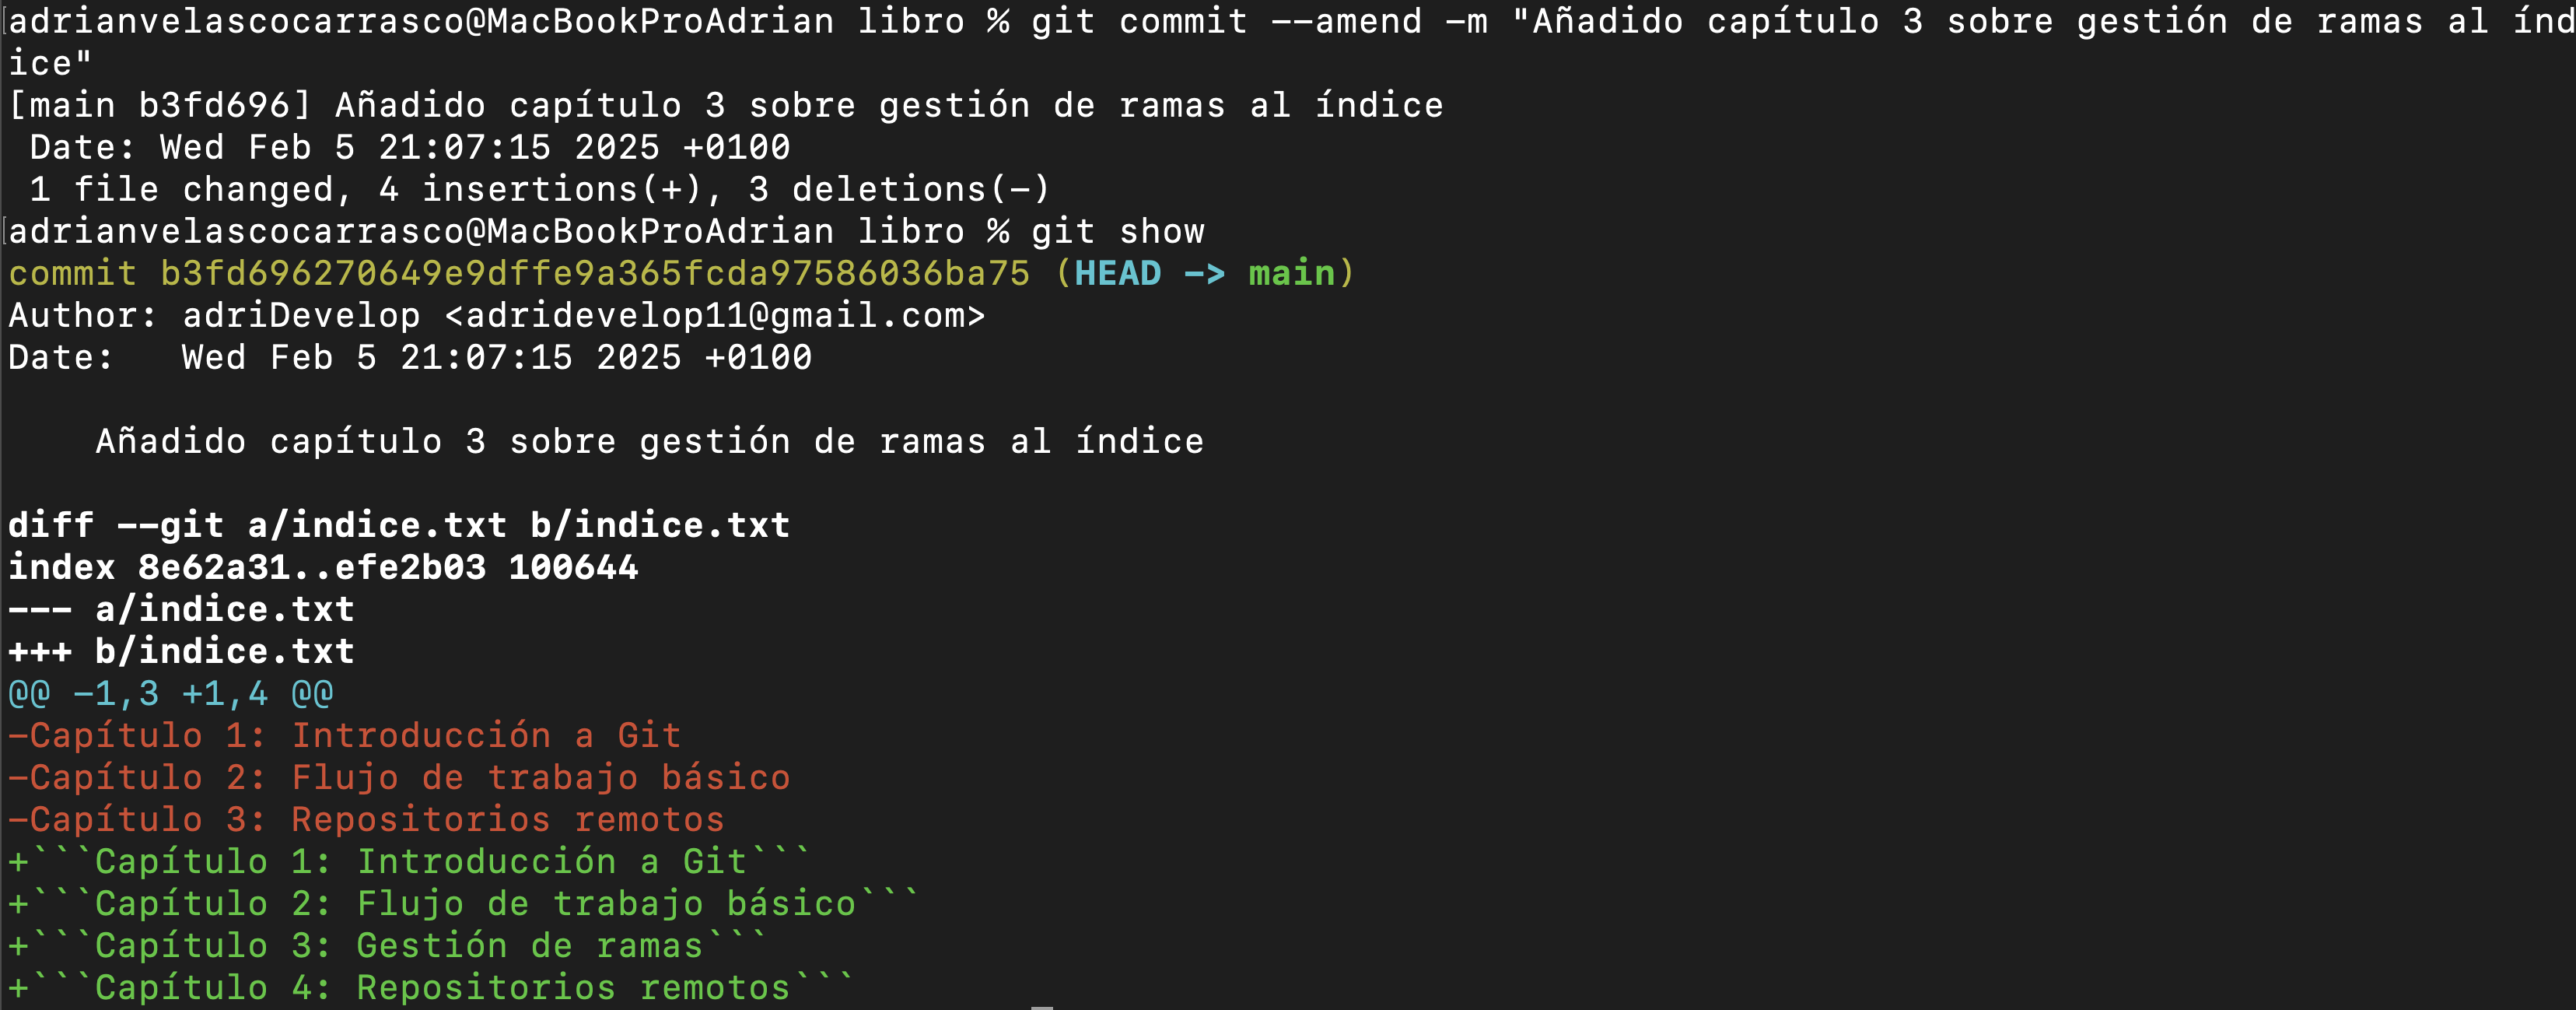 adrianvelascocarrasco@MacBookProAdrian libro % git commit --amend -m "Añadido capítulo 3 sobre gestión de ramas al índ
ice"
[main b3fd696] Añadido capítulo 3 sobre gestión de ramas al índice
 Date: Wed Feb 5 21:07:15 2025 +0100
 1 file changed, 4 insertions(+), 3 deletions(-)
adrianvelascocarrasco@MacBookProAdrian libro % git show
commit b3fd696270649e9dffe9a365fcda97586036ba75 (HEAD -> main)
Author: adriDevelop <adridevelop11@gmail.com>
Date:   Wed Feb 5 21:07:15 2025 +0100

    Añadido capítulo 3 sobre gestión de ramas al índice

diff --git a/indice.txt b/indice.txt
index 8e62a31..efe2b03 100644
--- a/indice.txt
+++ b/indice.txt
@@ -1,3 +1,4 @@
-Capítulo 1: Introducción a Git
-Capítulo 2: Flujo de trabajo básico
-Capítulo 3: Repositorios remotos
+```Capítulo 1: Introducción a Git```
+```Capítulo 2: Flujo de trabajo básico```
+```Capítulo 3: Gestión de ramas```
+```Capítulo 4: Repositorios remotos```